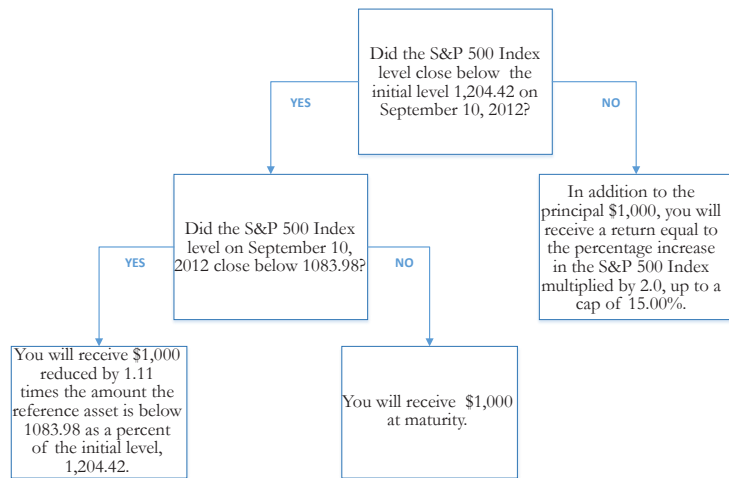 Did the S&P 500 Index
level close below the
initial level 1,204.42 on
September 10, 2012?
YES
NO
Did the S&P 500 Index
level on September 10,
2012 close below 1083.98?
In addition to the
principal $1,000, you will
receive a return equal to
the percentage increase
in the S&P 500 Index
multiplied by 2.0, up to a
cap of 15.00%.
YES
NO
You will receive $1,000
reduced by 1.11
times the amount the
reference asset is below
1083.98 as a percent
of the initial level,
1,204.42.
You will receive $1,000
at maturity.